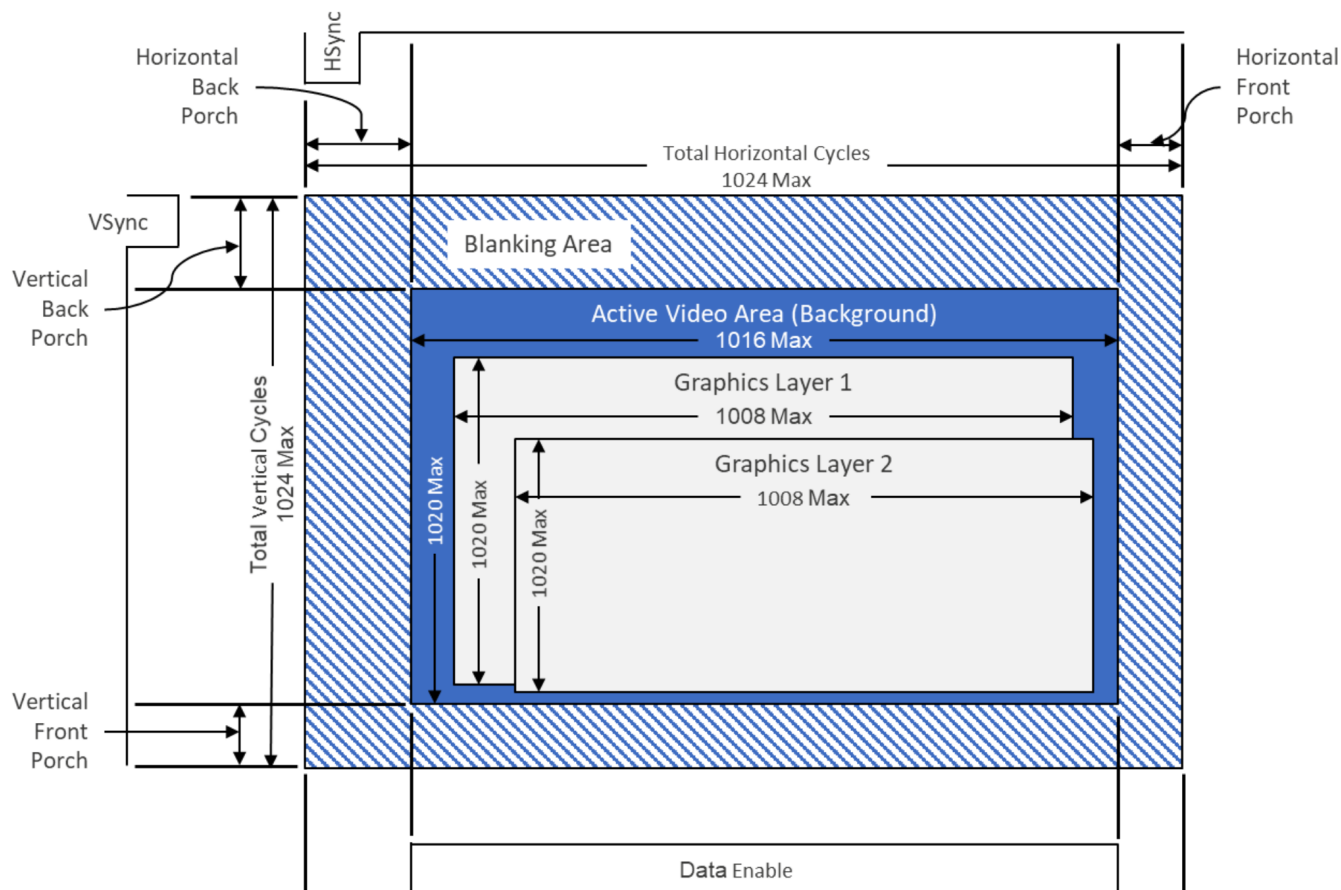 HSync
Horizontal
Back
Porch
Horizontal
Front
Porch
Total Horizontal Cycles
1024 Max
VSync
Blanking Area
Vertical
Back
Porch
Active Video Area (Background)
1016 Max
Graphics Layer 1
1008 Max
Graphics Layer 2
1008 Max
Total Vertical Cycles
1024 Max
1020 Max
1020 Max
1020 Max
Vertical
Front
Porch
Data Enable